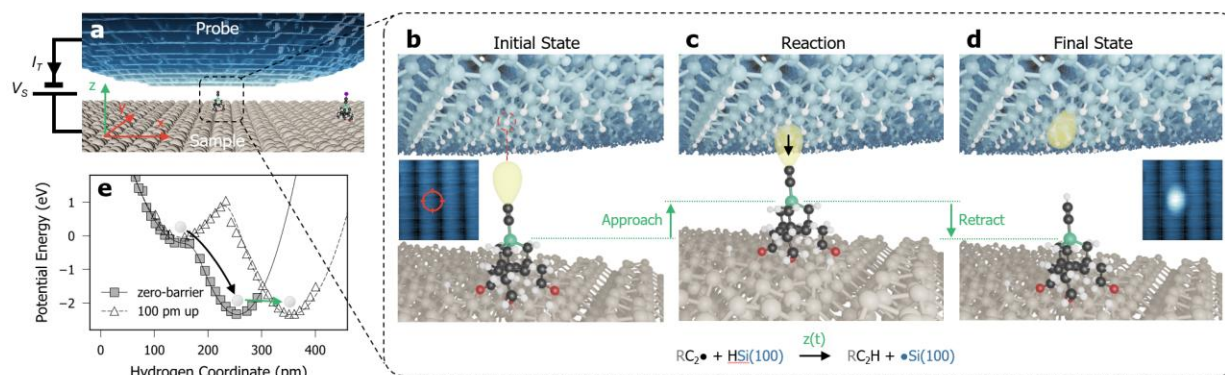 a
Probe
I_T
V_S
z
y
x
Sample
b
Initial State
c
Reaction
d
Final State
Approach
Retract
e
Potential Energy (eV)
1
0
−1
−2
zero-barrier
100 pm up
0 100 200 300 400
Hydrogen Coordinate (pm)
z(t)
RC₂● + HSi(100) → RC₂H + ●Si(100)